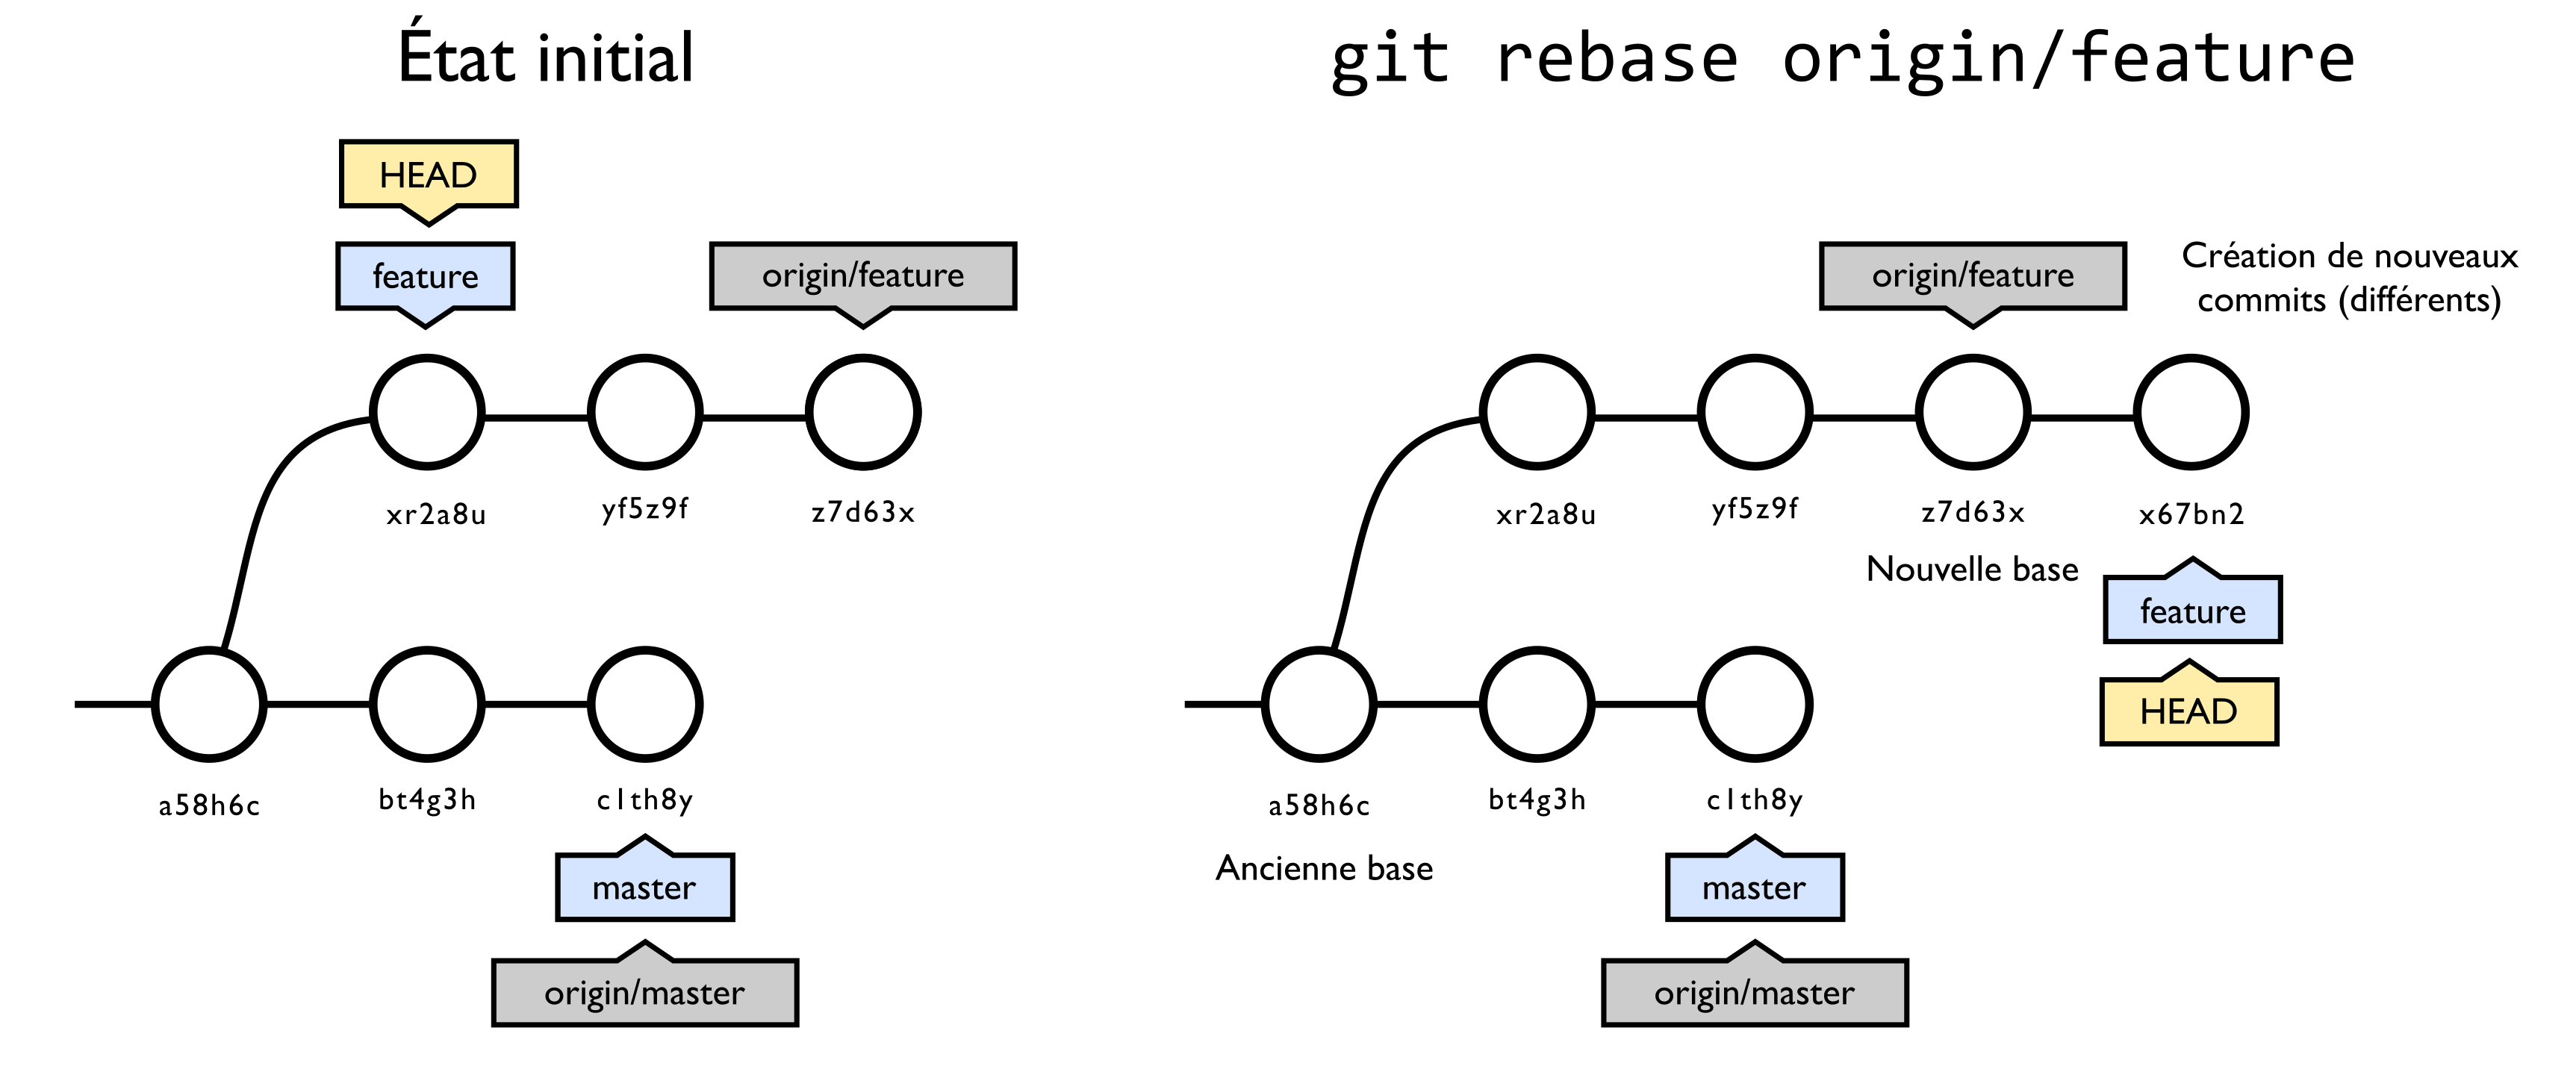 État initial
HEAD
feature
origin/feature
xr2a8u
yf5z9f
z7d63x
a58h6c
bt4g3h
c1th8y
master
origin/master
git rebase origin/feature
origin/feature
Création de nouveaux
commits (différents)
xr2a8u
yf5z9f
z7d63x
x67bn2
Nouvelle base
feature
HEAD
a58h6c
bt4g3h
c1th8y
Ancienne base
master
origin/master